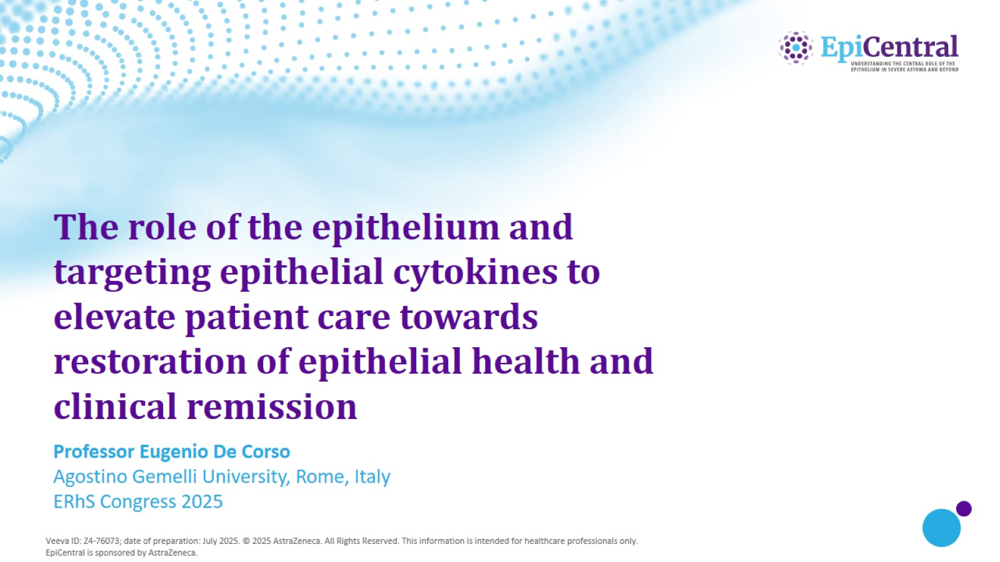 EpiCentral
UNDERSTANDING THE CENTRAL ROLE OF THE
EPITHELIUM IN SEVERE ASTHMA AND BEYOND
The role of the epithelium and
targeting epithelial cytokines to
elevate patient care towards
restoration of epithelial health and
clinical remission
Professor Eugenio De Corso
Agostino Gemelli University, Rome, Italy
ERhS Congress 2025
Veeva ID: Z4-76073; date of preparation: July 2025. © 2025 AstraZeneca. All Rights Reserved. This information is intended for healthcare professionals only.
EpiCentral is sponsored by AstraZeneca.